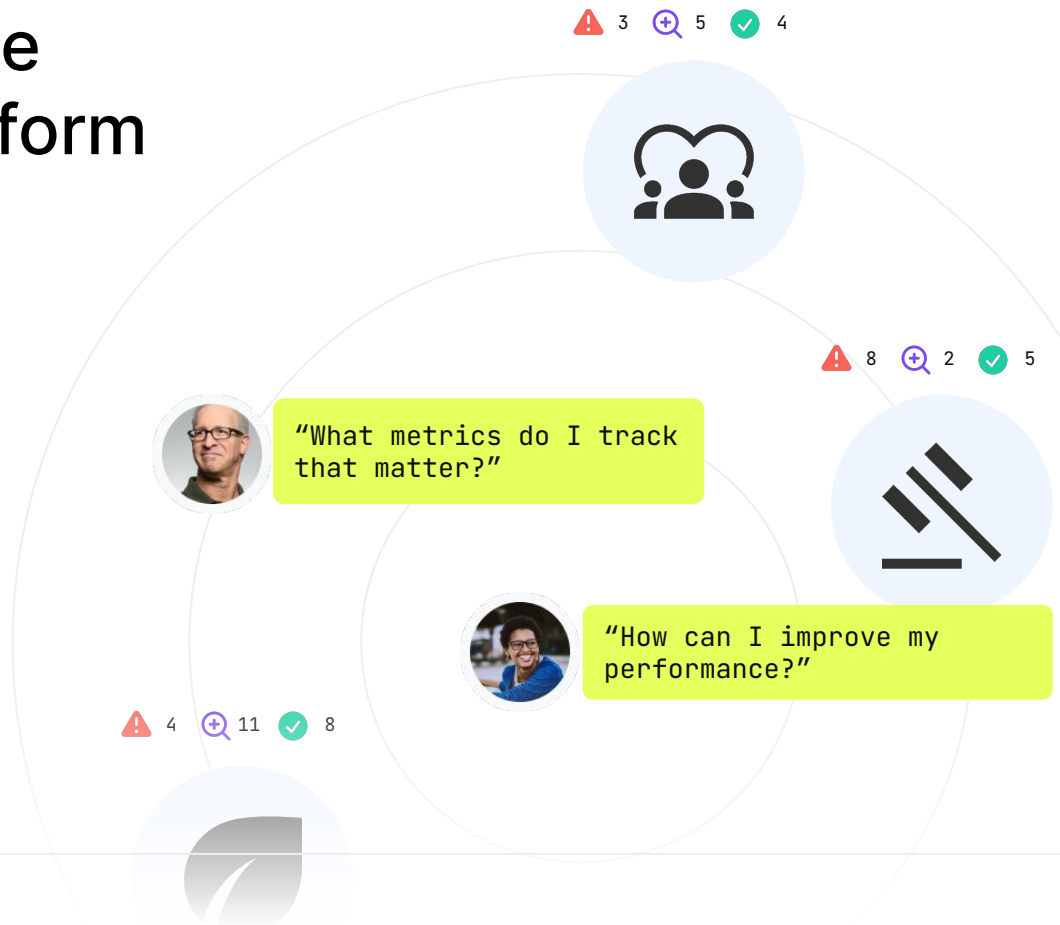 e
form
3 5 4
8 2 5
“What metrics do I track
that matter?”
“How can I improve my
performance?”
4 11 8